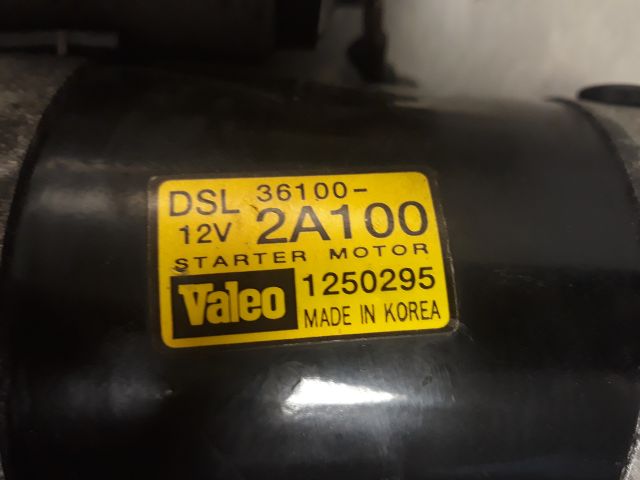 DSL 36100-
12V 2A100
STARTER MOTOR
Valeo 1250295
MADE IN KOREA